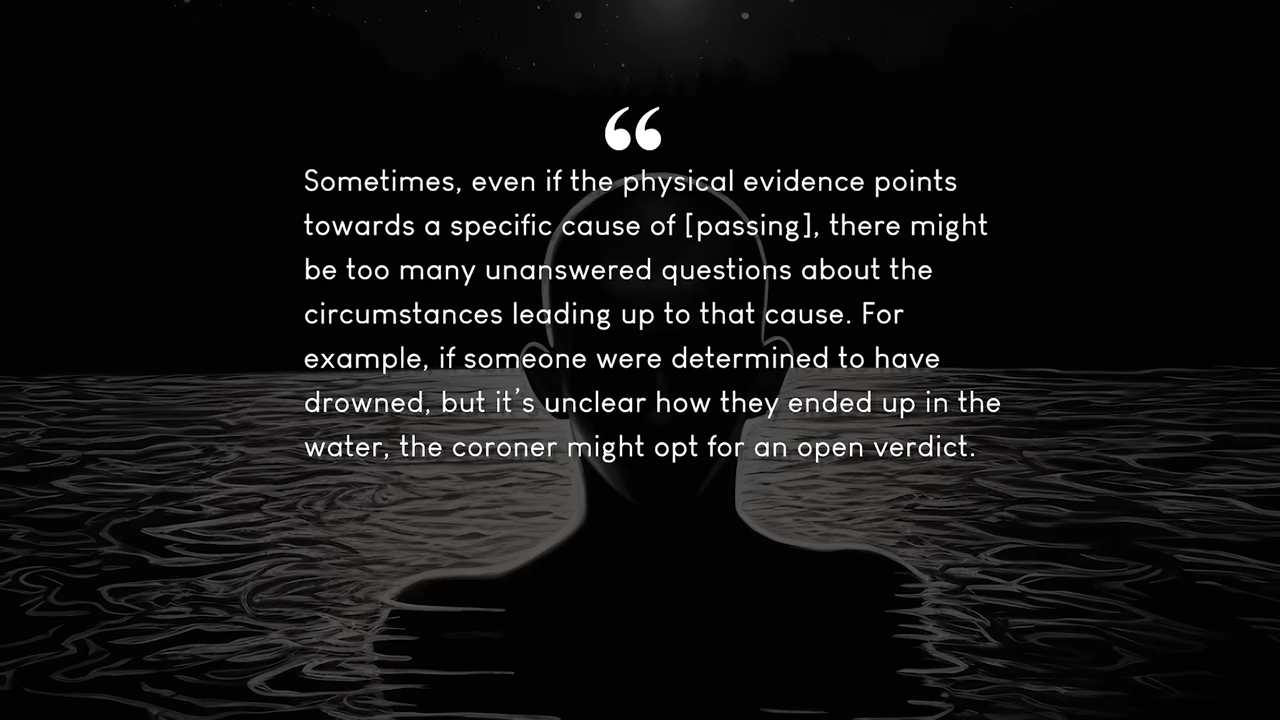 “
Sometimes, even if the physical evidence points
towards a specific cause of [passing], there might
be too many unanswered questions about the
circumstances leading up to that cause. For
example, if someone were determined to have
drowned, but it’s unclear how they ended up in the
water, the coroner might opt for an open verdict.